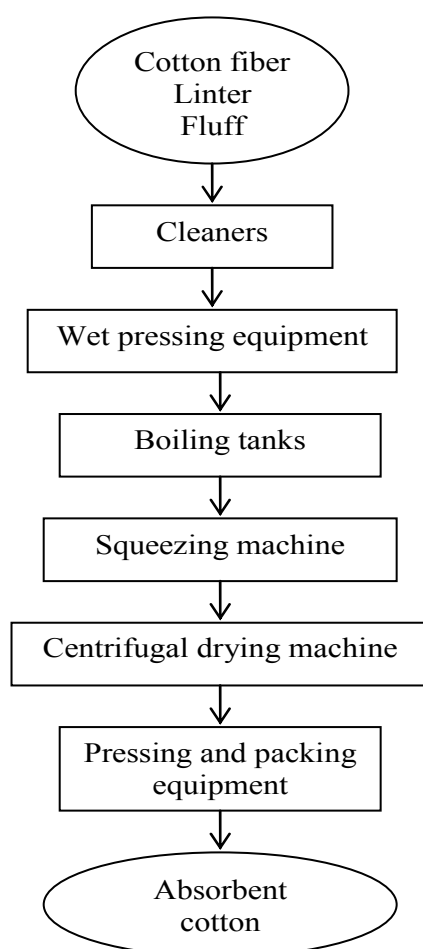 Cotton fiber
Linter
Fluff
Cleaners
Wet pressing equipment
Boiling tanks
Squeezing machine
Centrifugal drying machine
Pressing and packing
equipment
Absorbent
cotton